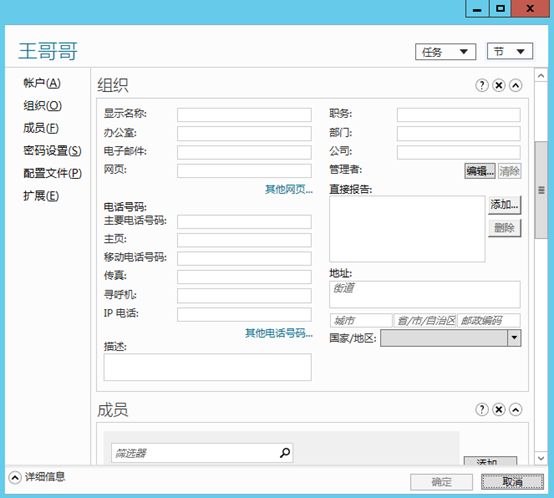 王哥哥
任务
节
帐户(A)
组织(O)
成员(F)
密码设置(S)
配置文件(P)
扩展(E)
组织
显示名称:
办公室:
电子邮件:
网页:
其他网页...
电话号码:
主要电话号码:
主页:
移动电话号码:
传真:
寻呼机:
IP 电话:
其他电话号码...
描述:
职务:
部门:
公司:
管理者:
编辑...
清除
直接报告:
添加...
删除
地址:
街道
城市
省/市/自治区
邮政编码
国家/地区:
成员
筛选器
添加...
详细信息
确定
取消